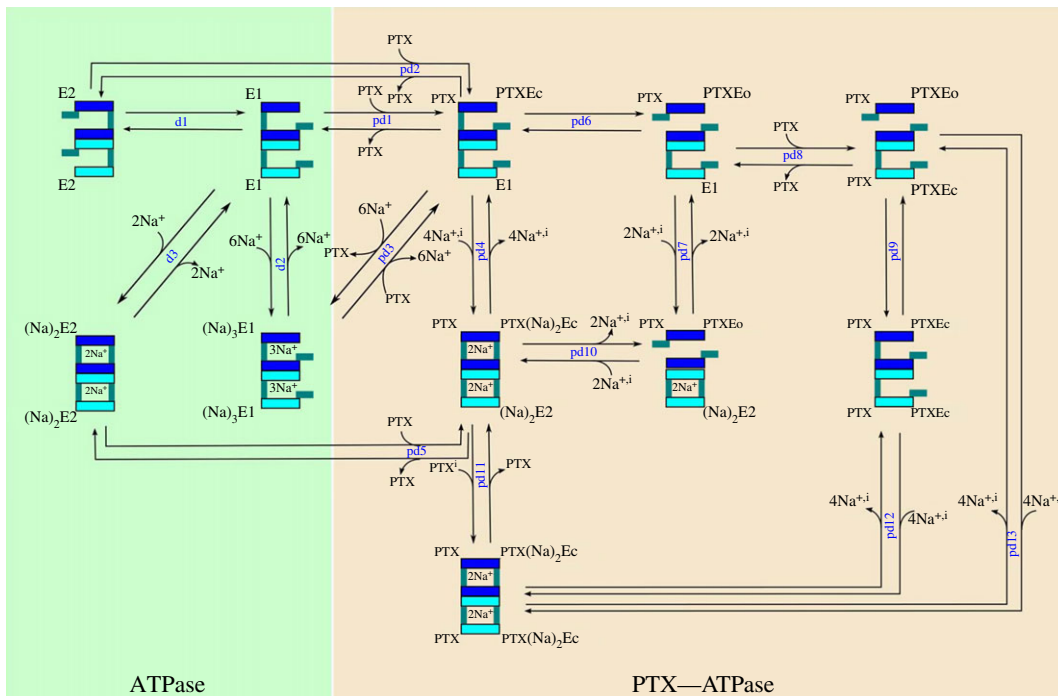 PTX
pd2
PTX
E2
E1
PTX
PTX
PTXEc
PTX
PTXEo
PTX
PTXEo
d1
pd1
pd6
PTX
pd8
PTX
PTX
E2
E1
E1
E1
PTX
PTXEc
2Na⁺
d3
2Na⁺
6Na⁺
d2
6Na⁺
6Na⁺
PTX
pd3
6Na⁺
PTX
4Na⁺,ⁱ
pd4
4Na⁺,ⁱ
2Na⁺,ⁱ
pd7
2Na⁺,ⁱ
pd9
(Na)₂E2
(Na)₃E1
PTX
PTX(Na)₂Ec
2Na⁺,ⁱ
PTX
PTXEo
PTX
PTXEc
2Na⁺
3Na⁺
2Na⁺
pd10
2Na⁺
3Na⁺
2Na⁺
2Na⁺,ⁱ
2Na⁺
(Na)₂E2
(Na)₃E1
(Na)₂E2
(Na)₂E2
PTX
PTXEc
PTX
pd5
PTX
PTXⁱ
pd11
PTX
4Na⁺,ⁱ
pd12
4Na⁺,ⁱ
4Na⁺,ⁱ
pd13
4Na⁺,
PTX
PTX(Na)₂Ec
2Na⁺
2Na⁺
PTX
PTX(Na)₂Ec
ATPase
PTX—ATPase